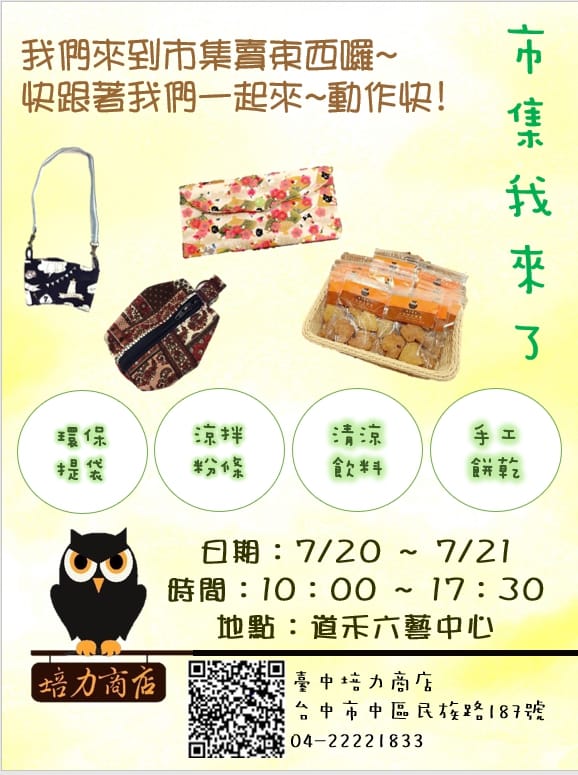 我們來到市集賣東西囉~
快跟著我們一起來~動作快!
市集我來了
環保
提袋
涼拌
粉條
清涼
飲料
手工
餅乾
日期：7/20 ~ 7/21
時間：10：00 ~ 17：30
地點：道禾六藝中心
培力商店
臺中培力商店
台中市中區民族路187號
04-22221833